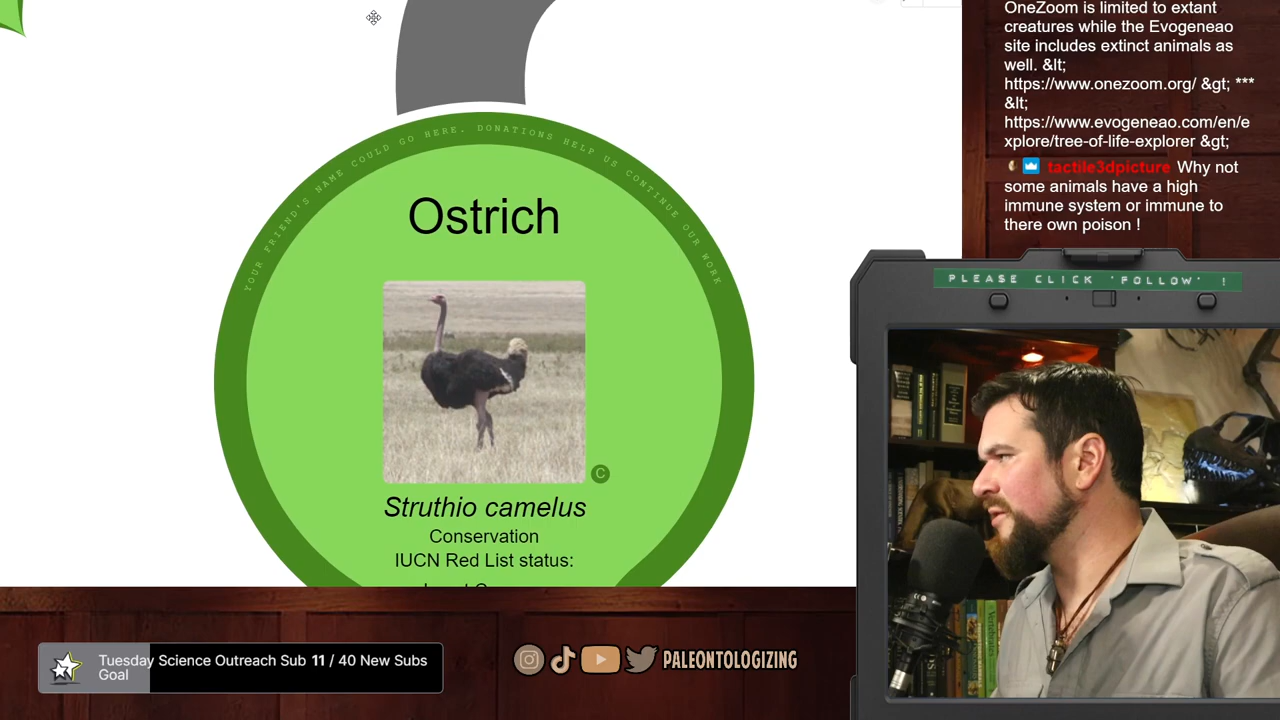 OneZoom is limited to extant
creatures while the Evogeneao
site includes extinct animals as
well. &lt;
https://www.onezoom.org/ &gt; ***
&lt;
https://www.evogeneao.com/en/e
xplore/tree-of-life-explorer &gt;
tactile3dpicture Why not
some animals have a high
immune system or immune to
there own poison !
YOUR FRIEND'S NAME COULD GO HERE. DONATIONS HELP US CONTINUE OUR WORK
Ostrich
C
Struthio camelus
Conservation
IUCN Red List status:
PLEASE CLICK 'FOLLOW' !
Tuesday Science Outreach Sub 11 / 40 New Subs
Goal
PALEONTOLOGIZING